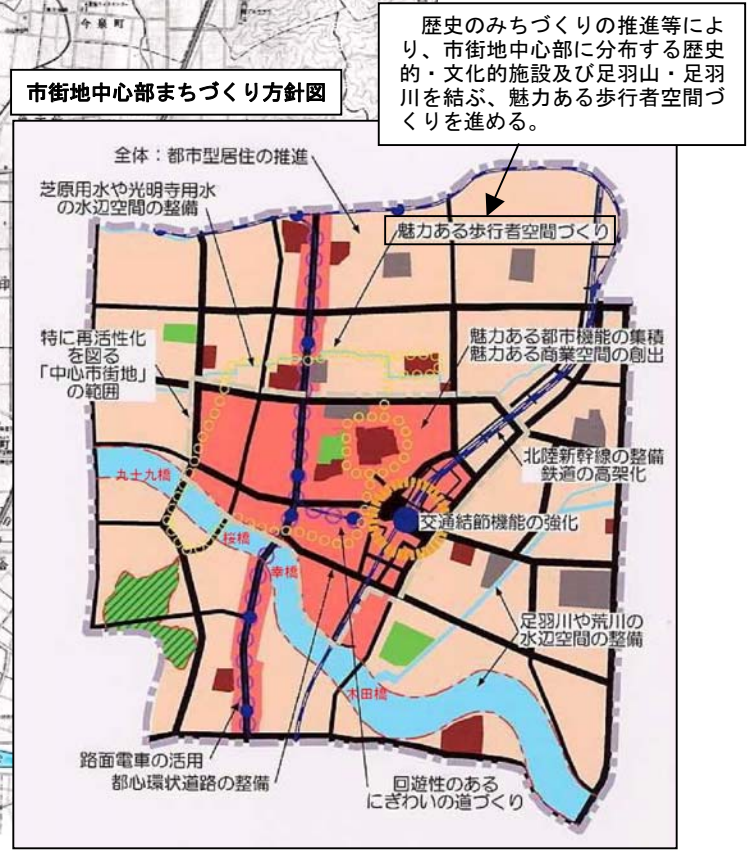 今泉町
歴史のみちづくりの推進等によ
り、市街地中心部に分布する歴史
的・文化的施設及び足羽山・足羽
川を結ぶ、魅力ある歩行者空間づ
くりを進める。
市街地中心部まちづくり方針図
全体：都市型居住の推進
芝原用水や光明寺用水
の水辺空間の整備
魅力ある歩行者空間づくり
特に再活性化
を図る
「中心市街地」
の範囲
魅力ある都市機能の集積
魅力ある商業空間の創出
北陸新幹線の整備
鉄道の高架化
九十九橋
交通結節機能の強化
桜橋
幸橋
足羽川や荒川の
水辺空間の整備
木田橋
路面電車の活用
都心環状道路の整備
回遊性のある
にぎわいの道づくり